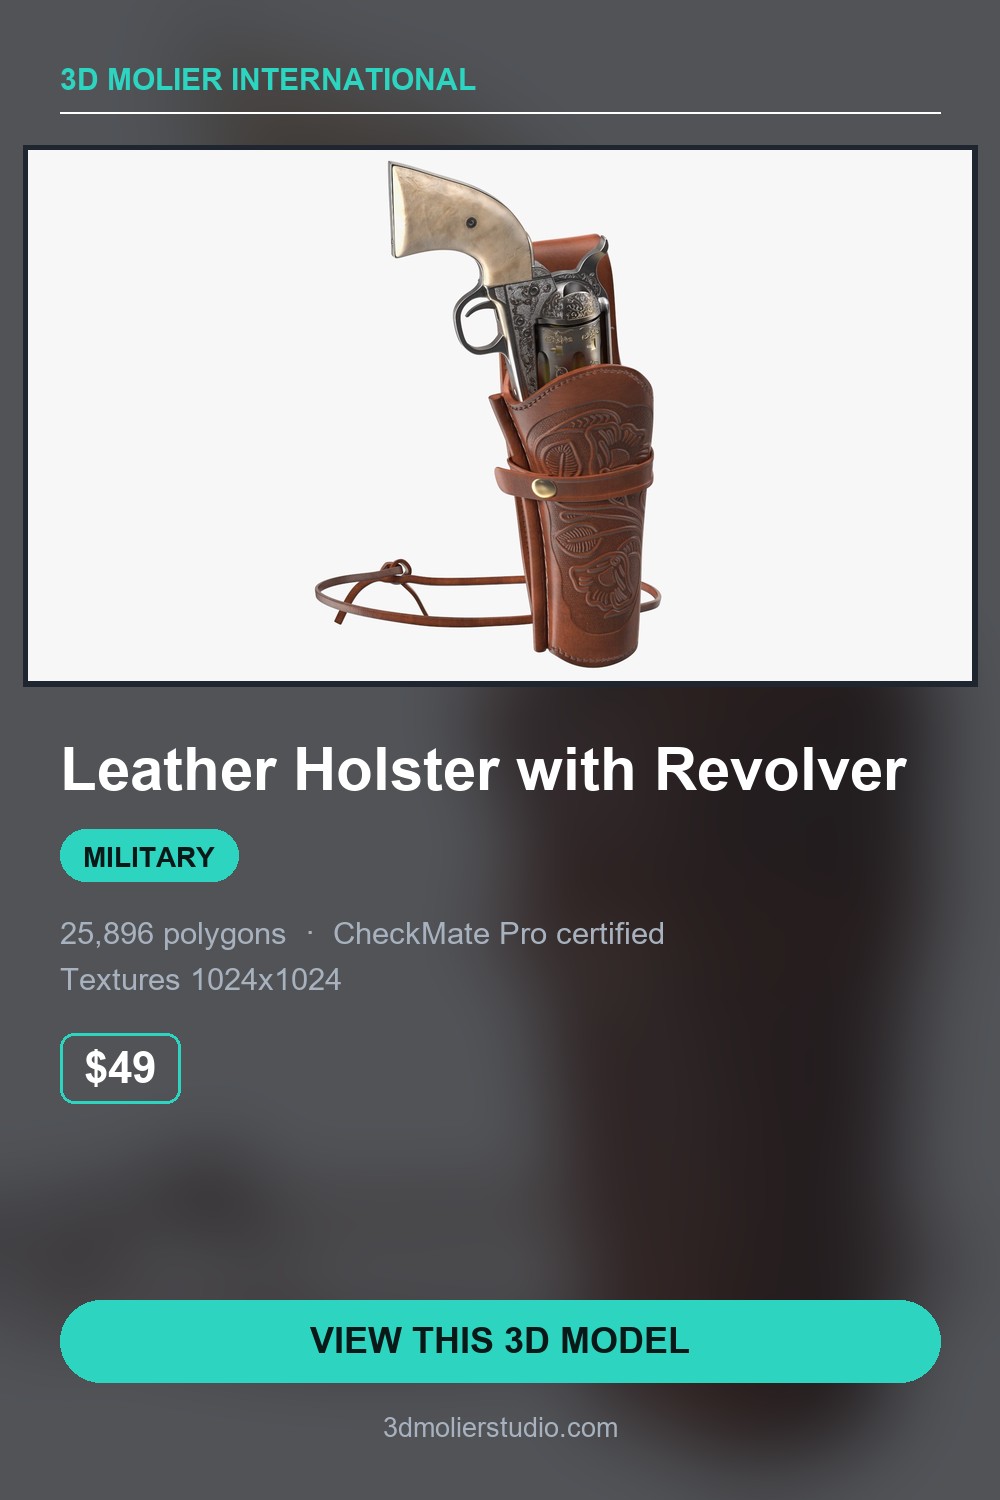 3D MOLIER INTERNATIONAL
Leather Holster with Revolver
MILITARY
25,896 polygons · CheckMate Pro certified
Textures 1024x1024
$49
VIEW THIS 3D MODEL
3dmolierstudio.com